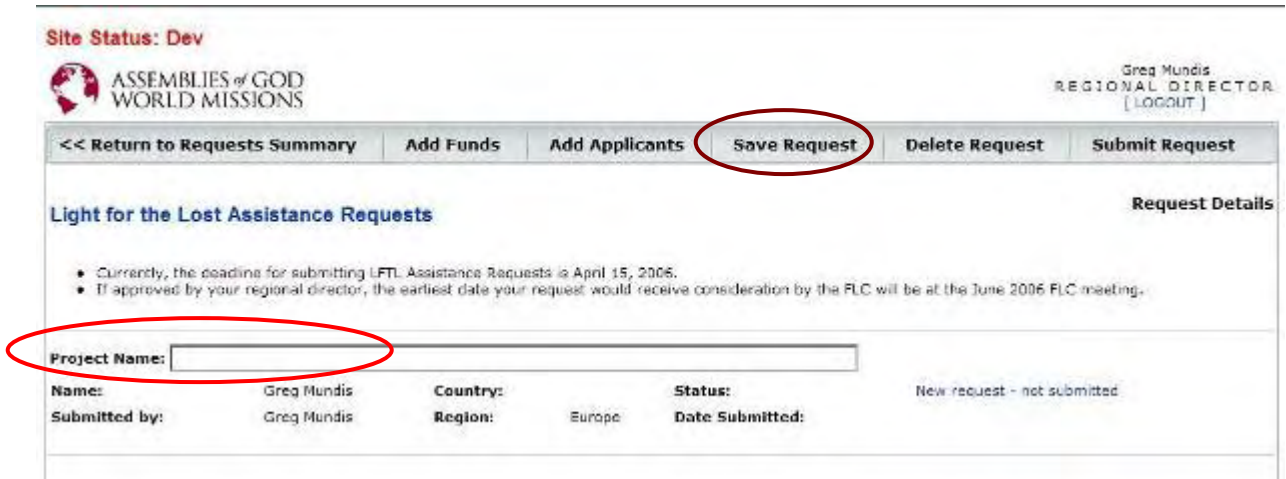 Site Status: Dev
ASSEMBLIES of GOD
WORLD MISSIONS
Greg Mundis
REGIONAL DIRECTOR
[ LOGOUT ]
<< Return to Requests Summary Add Funds Add Applicants Save Request Delete Request Submit Request
Light for the Lost Assistance Requests
Request Details
• Currently, the deadline for submitting LFTL Assistance Requests is April 15, 2006.
• If approved by your regional director, the earliest date your request would receive consideration by the FLC will be at the June 2006 FLC meeting.
Project Name:
Name: Greg Mundis Country: Status: New request - not submitted
Submitted by: Greg Mundis Region: Europe Date Submitted: